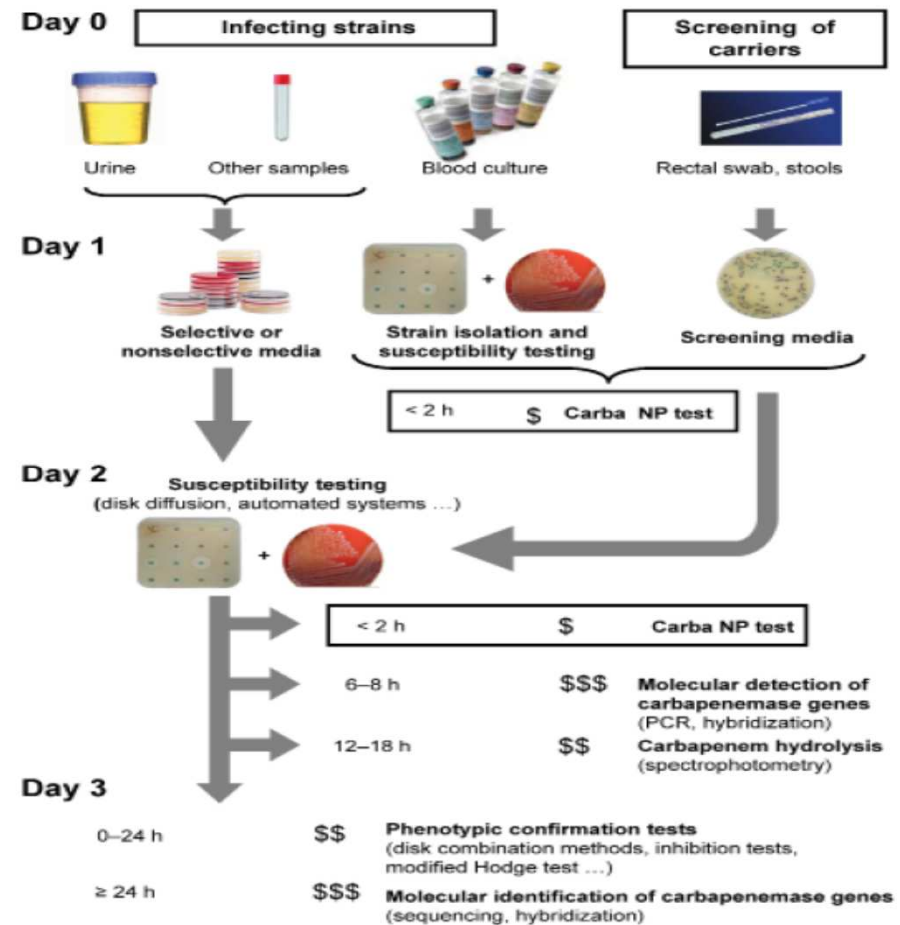 Day 0
Infecting strains
Screening of
carriers
Urine
Other samples
Blood culture
Rectal swab, stools
Day 1
+
Selective or
nonselective media
Strain isolation and
susceptibility testing
Screening media
< 2 h $ Carba NP test
Day 2
Susceptibility testing
(disk diffusion, automated systems ...)
+
< 2 h $ Carba NP test
6–8 h $$$ Molecular detection of
carbapenemase genes
(PCR, hybridization)
12–18 h $$ Carbapenem hydrolysis
(spectrophotometry)
Day 3
0–24 h $$ Phenotypic confirmation tests
(disk combination methods, inhibition tests,
modified Hodge test ...)
≥ 24 h $$$ Molecular identification of carbapenemase genes
(sequencing, hybridization)